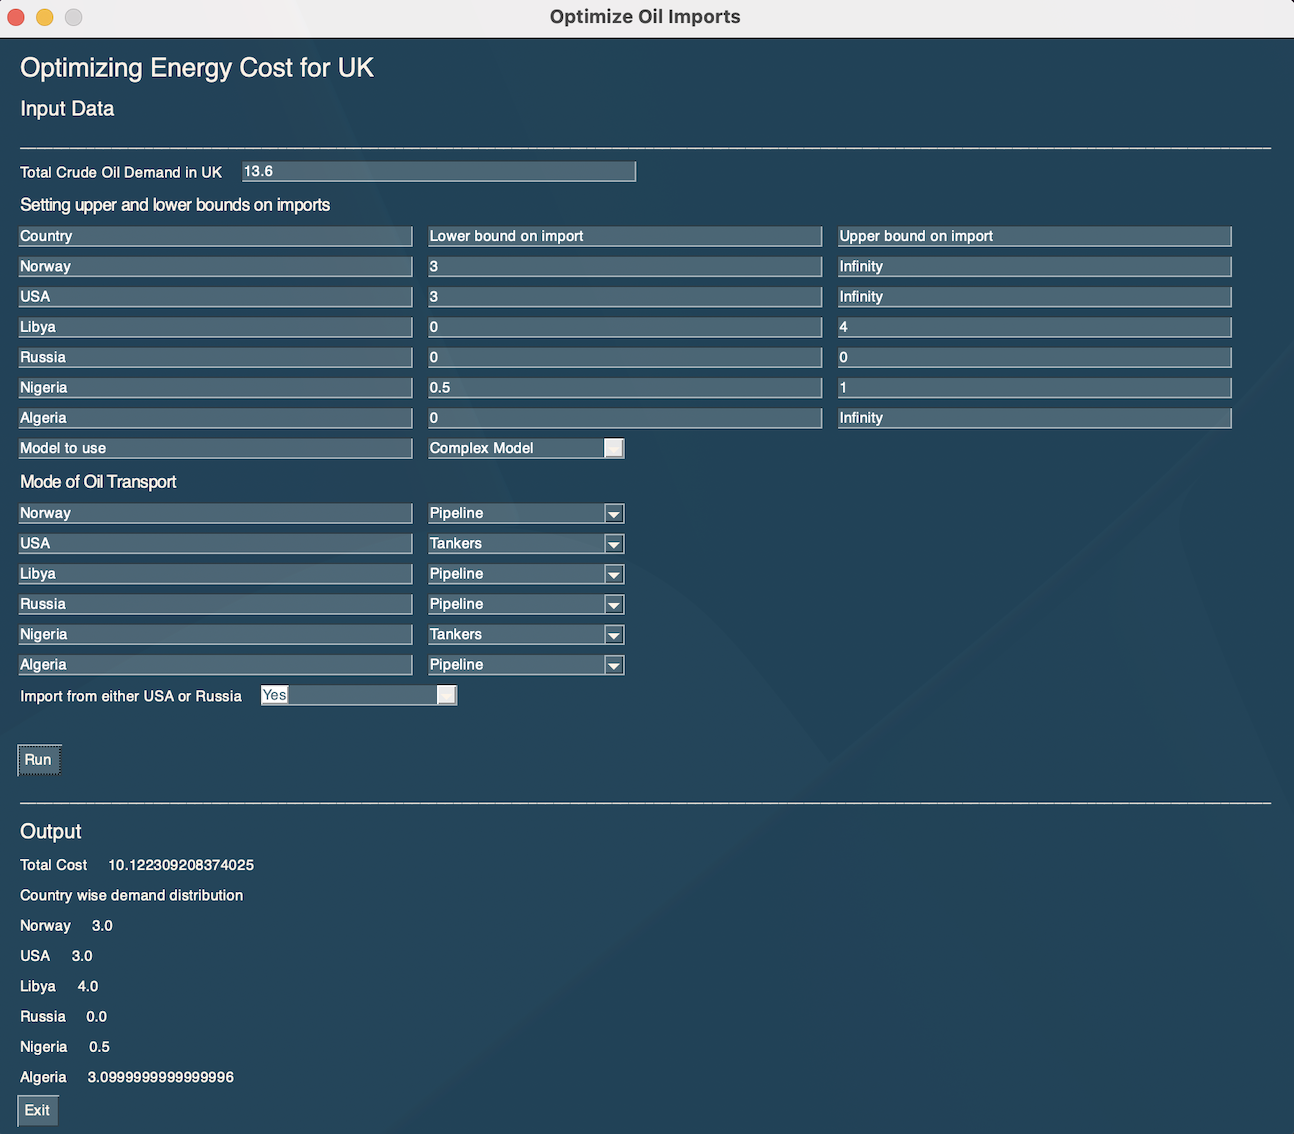 Optimize Oil Imports
Optimizing Energy Cost for UK
Input Data
Total Crude Oil Demand in UK 13.6
Setting upper and lower bounds on imports
Country Lower bound on import Upper bound on import
Norway 3 Infinity
USA 3 Infinity
Libya 0 4
Russia 0 0
Nigeria 0.5 1
Algeria 0 Infinity
Model to use Complex Model
Mode of Oil Transport
Norway Pipeline
USA Tankers
Libya Pipeline
Russia Pipeline
Nigeria Tankers
Algeria Pipeline
Import from either USA or Russia Yes
Run
Output
Total Cost 10.122309208374025
Country wise demand distribution
Norway 3.0
USA 3.0
Libya 4.0
Russia 0.0
Nigeria 0.5
Algeria 3.0999999999999996
Exit